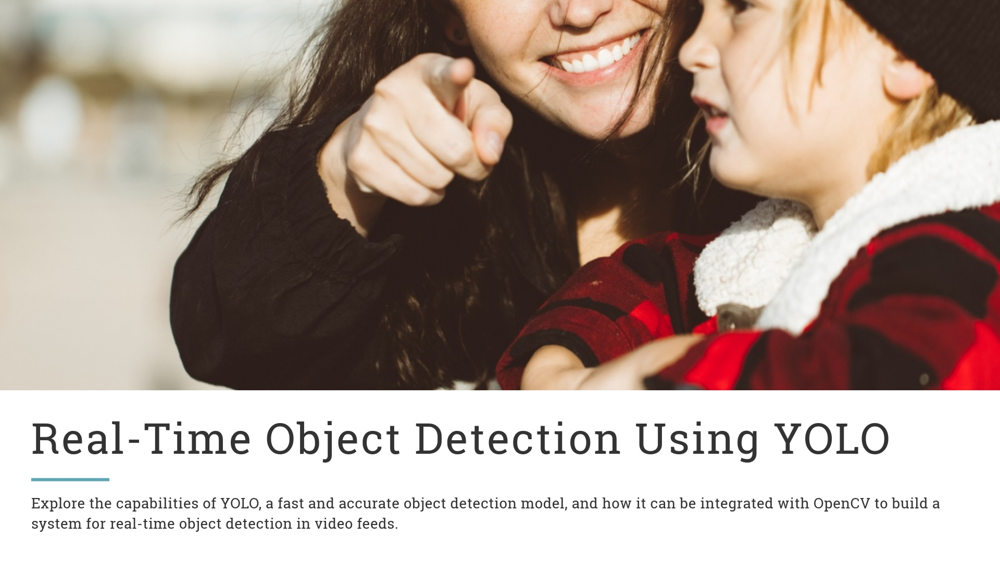 Real-Time Object Detection Using YOLO
Explore the capabilities of YOLO, a fast and accurate object detection model, and how it can be integrated with OpenCV to build a
system for real-time object detection in video feeds.